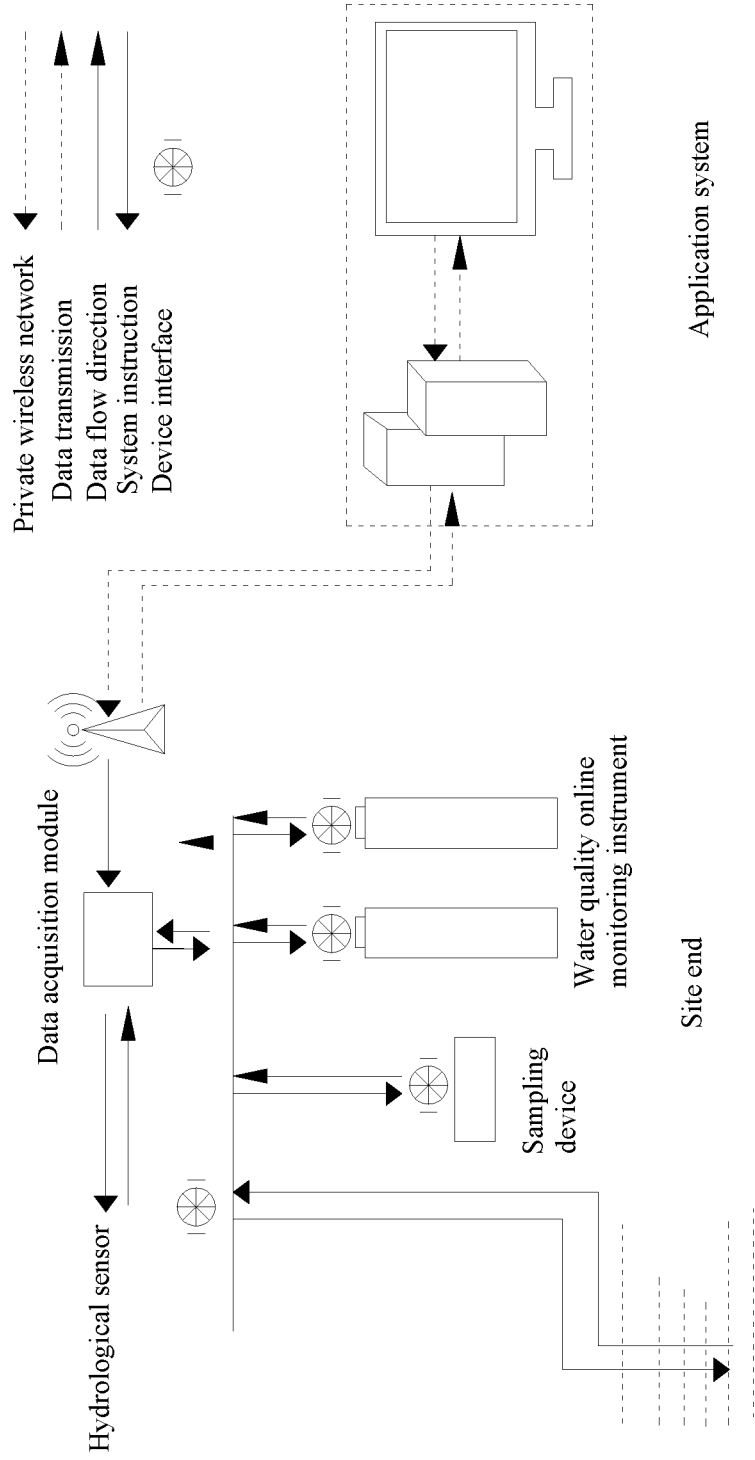 Private wireless network
Data transmission
Data flow direction
System instruction
Device interface
Data acquisition module
Hydrological sensor
Sampling
device
Water quality online
monitoring instrument
Site end
Application system